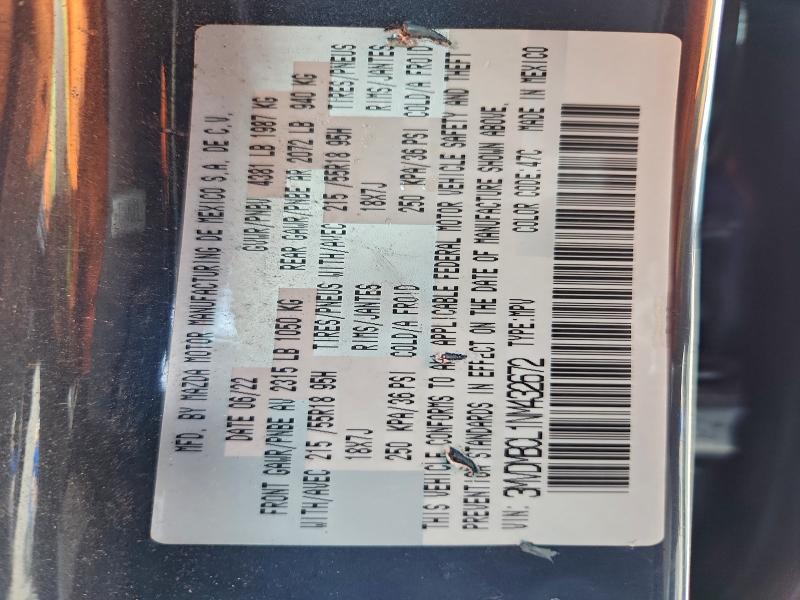 MFD. BY MAZDA MOTOR MANUFACTURING DE MEXICO S.A. DE C.V.
DATE 06/22 GVWR/PNBV 4381 LB 1987 KG
FRONT GAWR/PNBE AV 2315 LB 1050 KG REAR GAWR/PNBE AR 2072 LB 940 KG
WITH/AVEC 215 /55R18 95H TIRES/PNEUS WITH/AVEC 215 /55R18 95H TIRES/PNEUS
18X7J RIMS/JANTES 18X7J RIMS/JANTES
250 KPA/36 PSI COLD/A FROID 250 KPA/36 PSI COLD/A FROID
THIS VEHICLE CONFORMS TO APPLICABLE FEDERAL MOTOR VEHICLE SAFETY AND THEFT
PREVENTION STANDARDS IN EFFECT ON THE DATE OF MANUFACTURE SHOWN ABOVE.
VIN: 3MVDMBCL1NM432672 TYPE:MPV COLOR CODE:47C MADE IN MEXICO